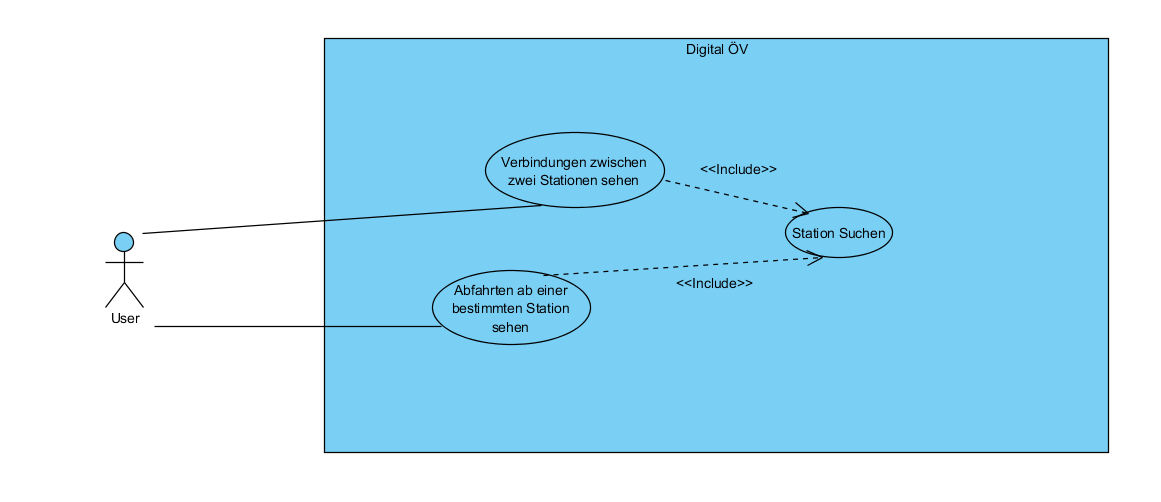 Digital ÖV
Verbindungen zwischen
zwei Stationen sehen
<<Include>>
Station Suchen
<<Include>>
Abfahrten ab einer
bestimmten Station
sehen
User